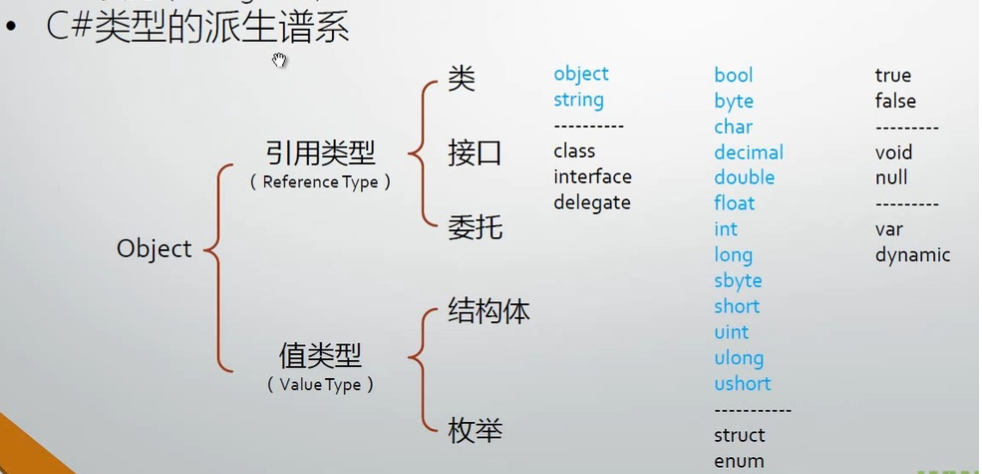 • C#类型的派生谱系
Object
引用类型
( Reference Type )
类
接口
委托
值类型
( Value Type )
结构体
枚举
object
string
----------
class
interface
delegate
bool
byte
char
decimal
double
float
int
long
sbyte
short
uint
ulong
ushort
-----------
struct
enum
true
false
---------
void
null
---------
var
dynamic